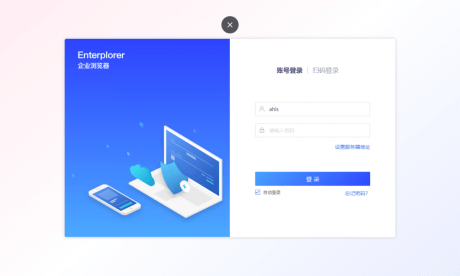 Enterplorer
企业浏览器
账号登录 | 扫码登录
ahis
请输入密码
设置服务器地址
登 录
自动登录
忘记密码?